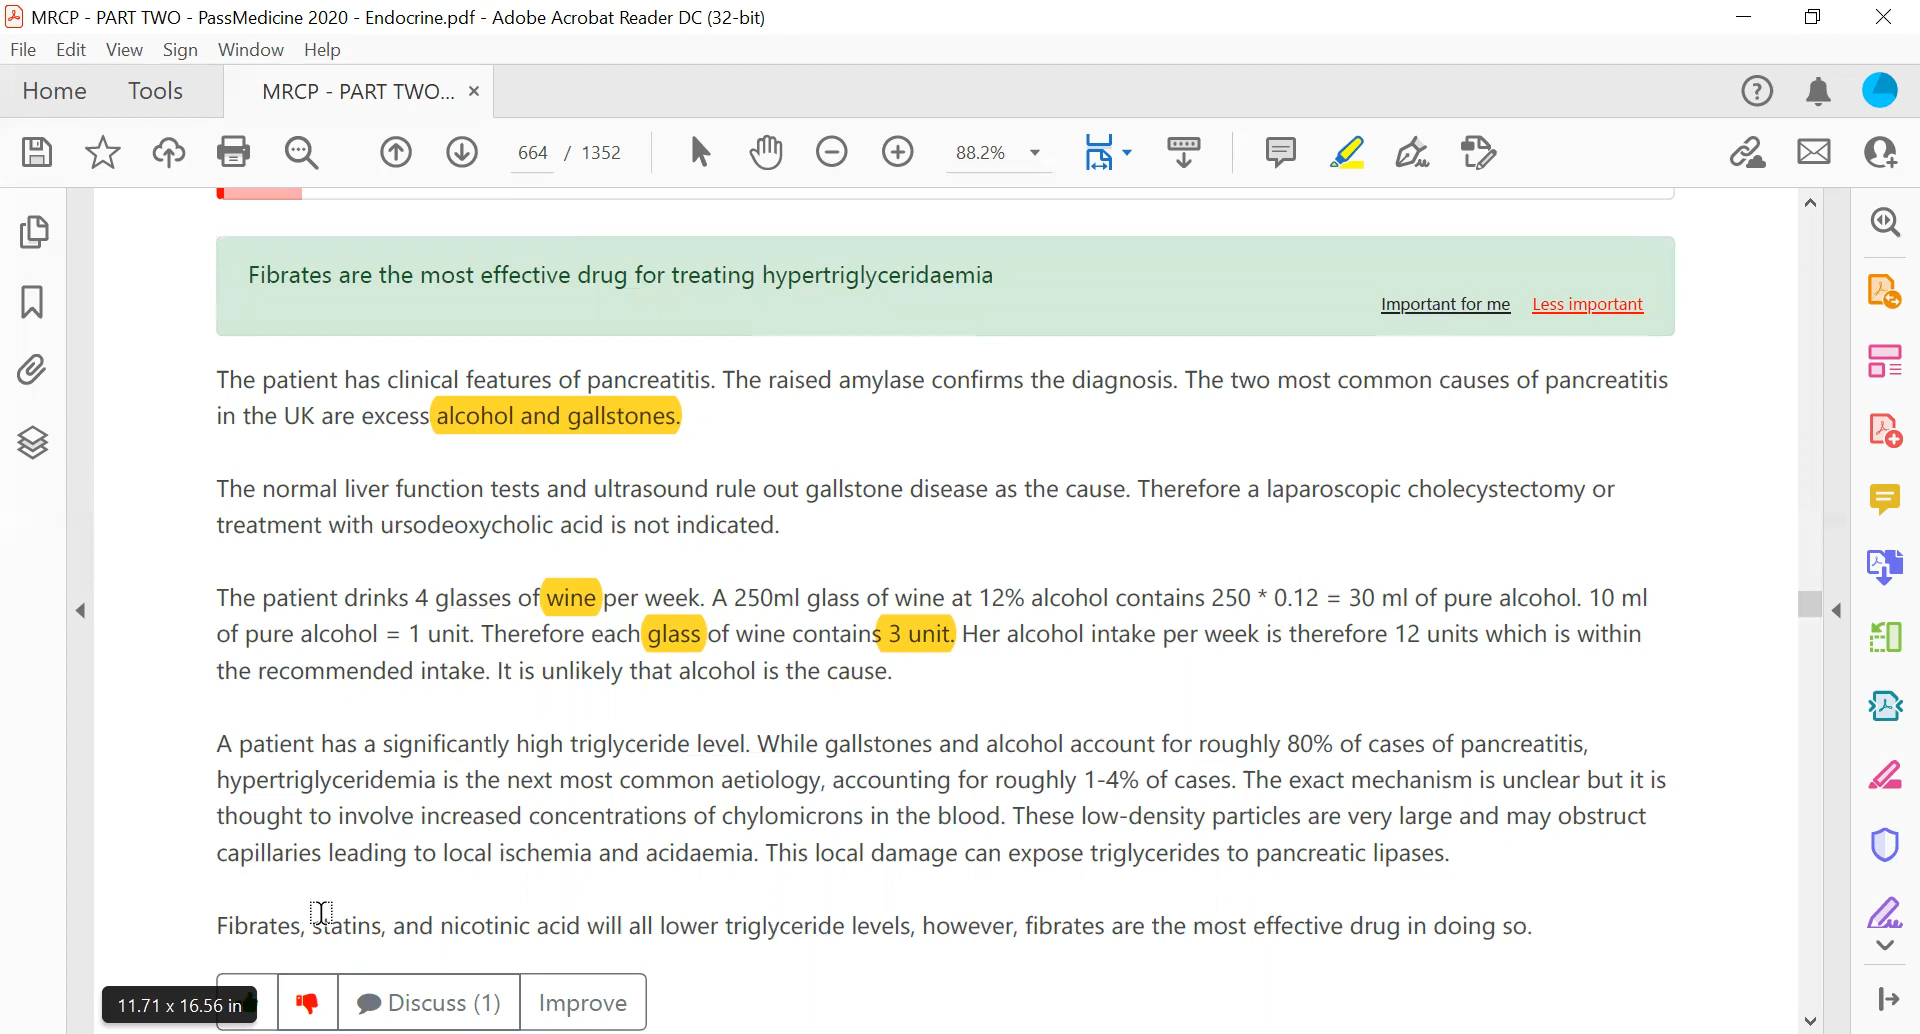 MRCP - PART TWO - PassMedicine 2020 - Endocrine.pdf - Adobe Acrobat Reader DC (32-bit)
File Edit View Sign Window Help
Home Tools MRCP - PART TWO... ×
664 / 1352 88.2%
Fibrates are the most effective drug for treating hypertriglyceridaemia
Important for me Less important
The patient has clinical features of pancreatitis. The raised amylase confirms the diagnosis. The two most common causes of pancreatitis
in the UK are excess alcohol and gallstones.
The normal liver function tests and ultrasound rule out gallstone disease as the cause. Therefore a laparoscopic cholecystectomy or
treatment with ursodeoxycholic acid is not indicated.
The patient drinks 4 glasses of wine per week. A 250ml glass of wine at 12% alcohol contains 250 * 0.12 = 30 ml of pure alcohol. 10 ml
of pure alcohol = 1 unit. Therefore each glass of wine contains 3 unit. Her alcohol intake per week is therefore 12 units which is within
the recommended intake. It is unlikely that alcohol is the cause.
A patient has a significantly high triglyceride level. While gallstones and alcohol account for roughly 80% of cases of pancreatitis,
hypertriglyceridemia is the next most common aetiology, accounting for roughly 1-4% of cases. The exact mechanism is unclear but it is
thought to involve increased concentrations of chylomicrons in the blood. These low-density particles are very large and may obstruct
capillaries leading to local ischemia and acidaemia. This local damage can expose triglycerides to pancreatic lipases.
Fibrates, statins, and nicotinic acid will all lower triglyceride levels, however, fibrates are the most effective drug in doing so.
11.71 x 16.56 in Discuss (1) Improve